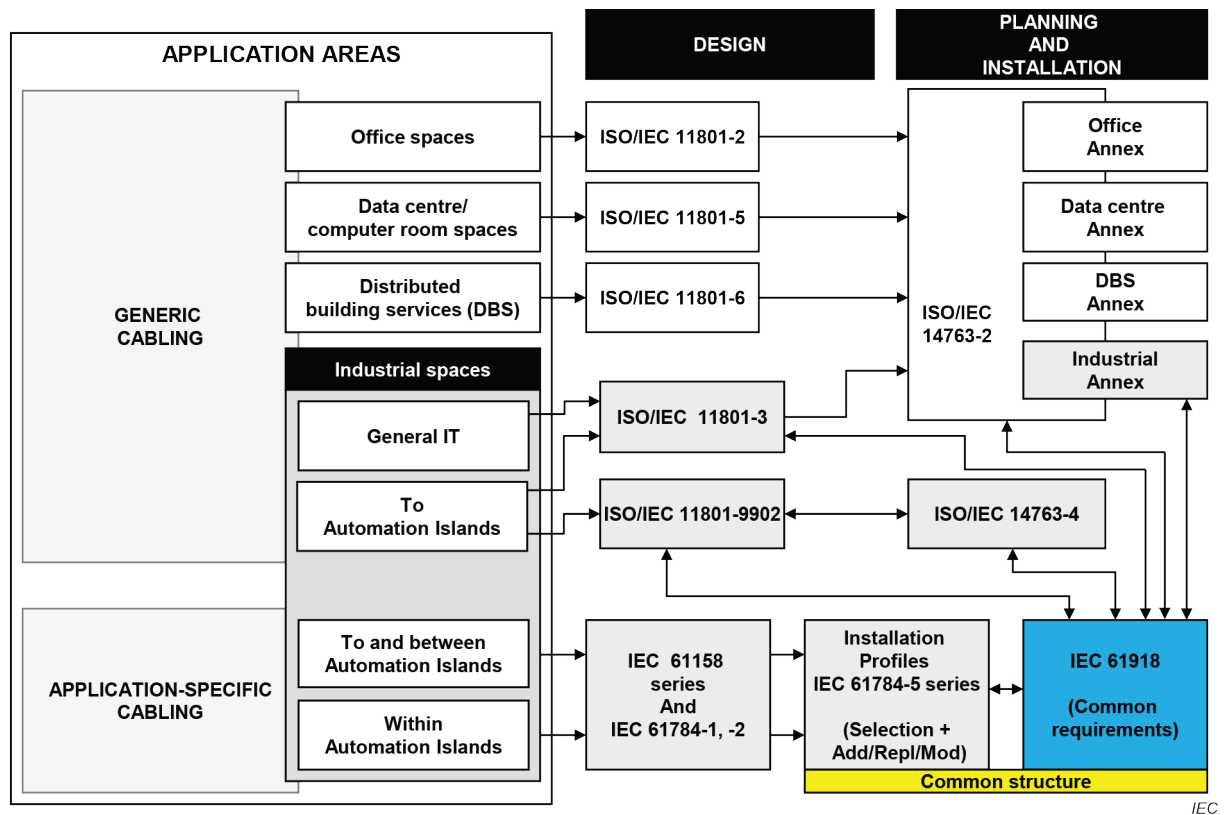 APPLICATION AREAS
DESIGN
PLANNING
AND
INSTALLATION
GENERIC
CABLING
Office spaces
ISO/IEC 11801-2
Office
Annex
Data centre/
computer room spaces
ISO/IEC 11801-5
Data centre
Annex
Distributed
building services (DBS)
ISO/IEC 11801-6
ISO/IEC
14763-2
DBS
Annex
Industrial spaces
Industrial
Annex
General IT
ISO/IEC 11801-3
To
Automation Islands
ISO/IEC 11801-9902
ISO/IEC 14763-4
APPLICATION-SPECIFIC
CABLING
To and between
Automation Islands
Within
Automation Islands
IEC 61158
series
And
IEC 61784-1, -2
Installation
Profiles
IEC 61784-5 series
(Selection +
Add/Repl/Mod)
IEC 61918
(Common
requirements)
Common structure
IEC